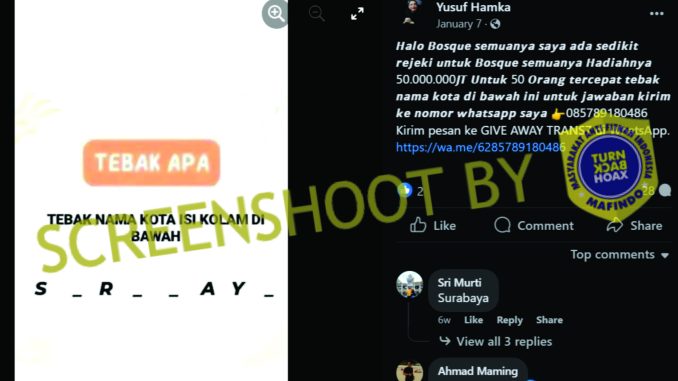 TEBAK APA
TEBAK NAMA KOTA ISI KOLAM DI
BAWAH
S _ R _ _ A Y _
Yusuf Hamka
January 7
Halo Bosque semuanya saya ada sedikit
rejeki untuk Bosque semuanya Hadiahnya
50.000.000JT Untuk 50 Orang tercepat tebak
nama kota di bawah ini untuk jawaban kirim
ke nomor whatsapp saya 👉085789180486
Kirim pesan ke GIVE AWAY TRANST
WhatsApp.
https://wa.me/6285789180486
2
28
Like
Comment
Share
Top comments
Sri Murti
Surabaya
6w Like Reply Share
View all 3 replies
Ahmad Maming
SCREENSHOOT BY
MASYARAKAT ANTI FITNAH INDONESIA
TURN
BACK
HOAX
MAFINDO